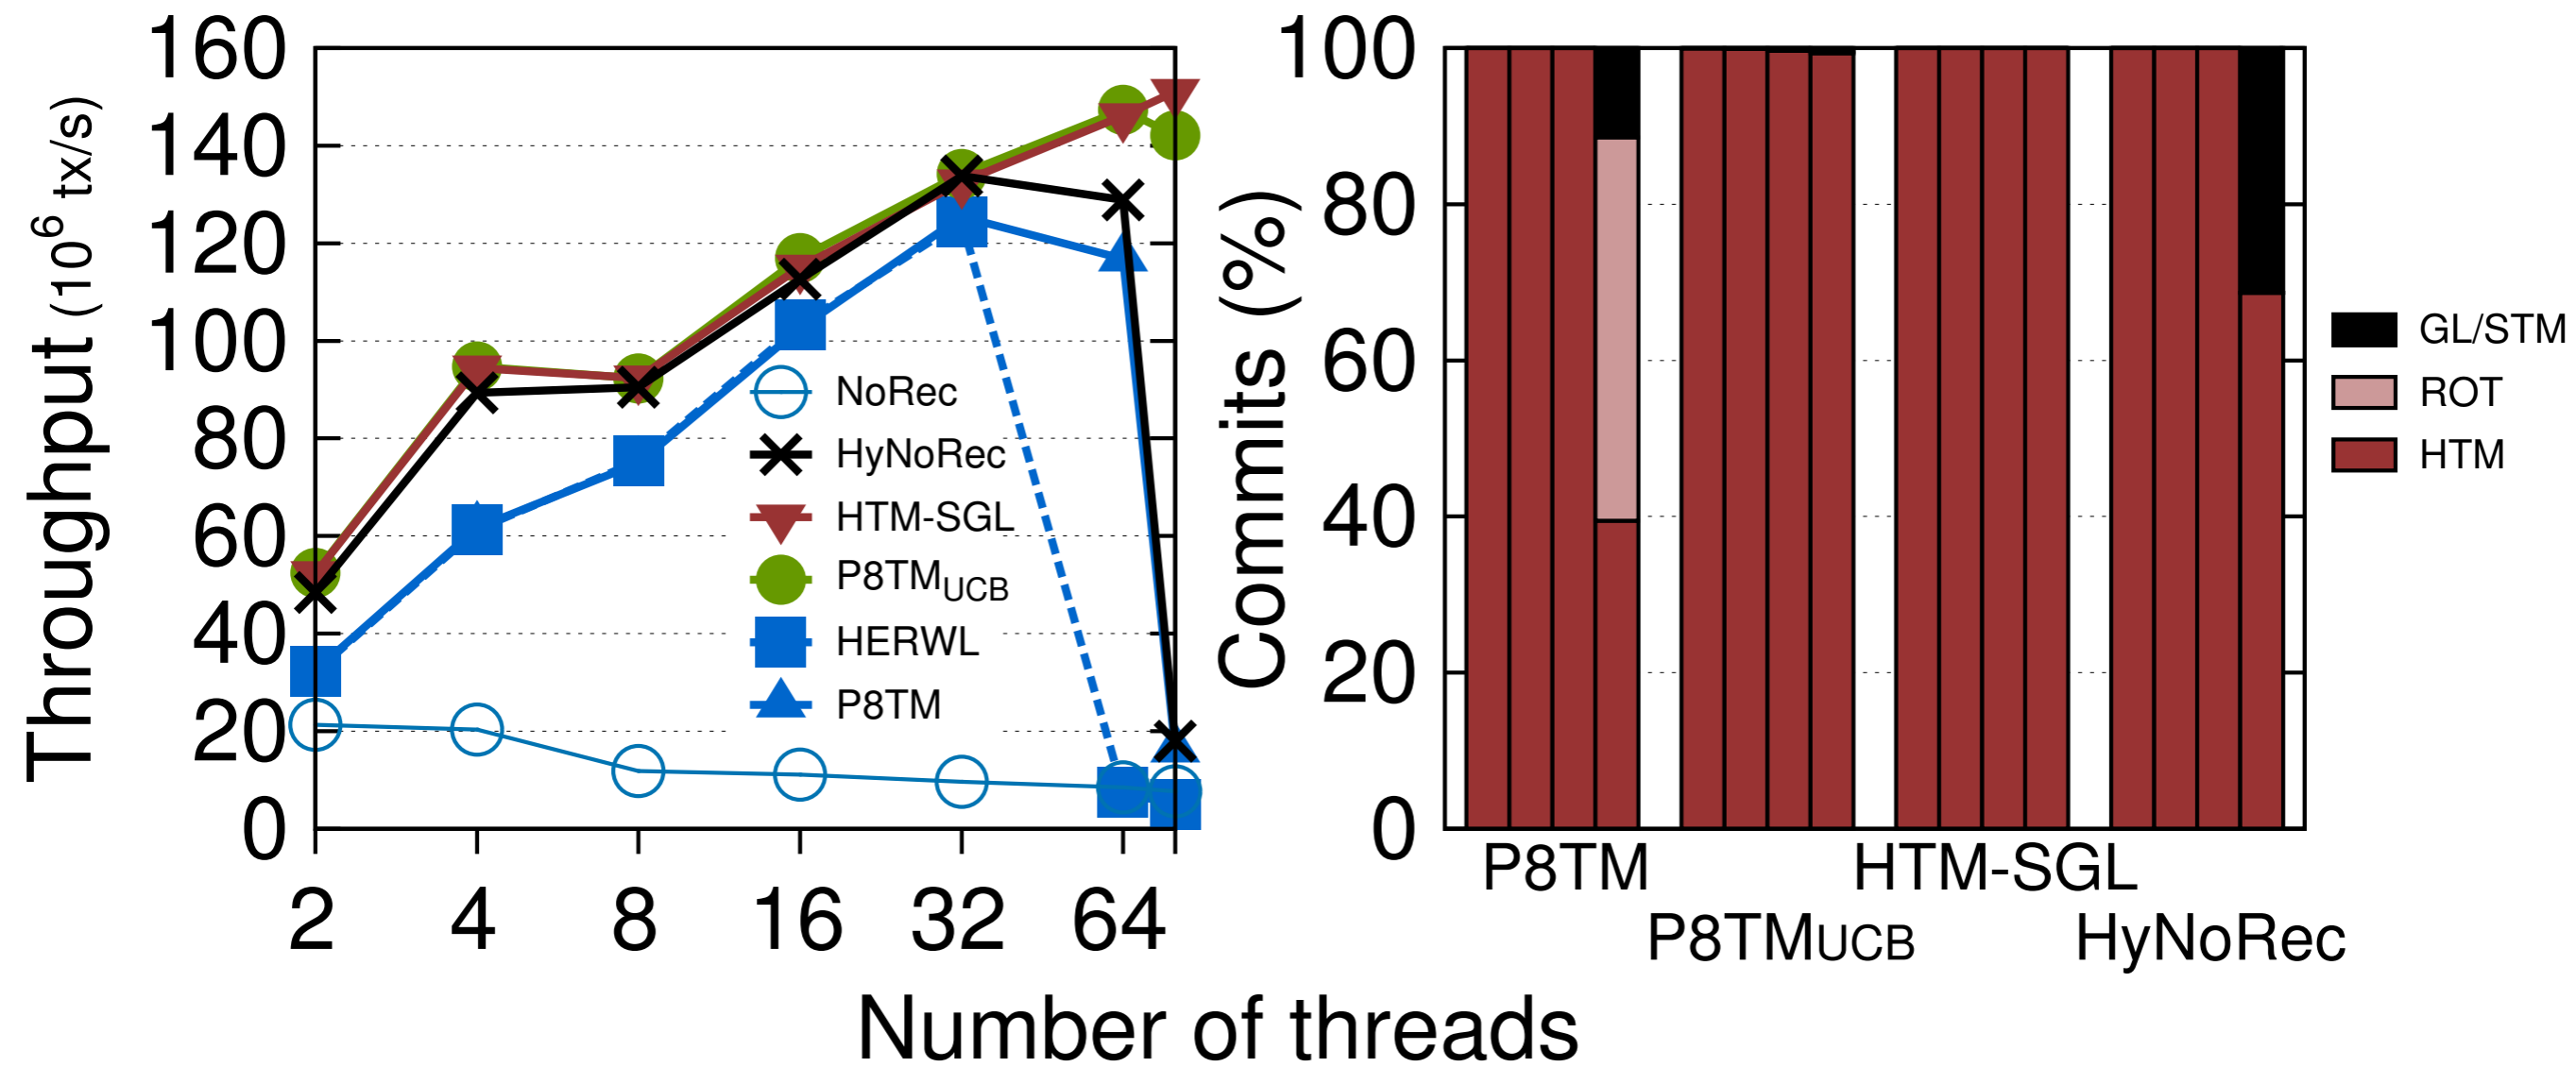 Throughput (10⁶ tx/s)
160
140
120
100
80
60
40
20
0
2 4 8 16 32 64
NoRec
HyNoRec
HTM-SGL
P8TMUCB
HERWL
P8TM
Commits (%)
100
80
60
40
20
0
P8TM HTM-SGL
P8TMUCB HyNoRec
GL/STM
ROT
HTM
Number of threads